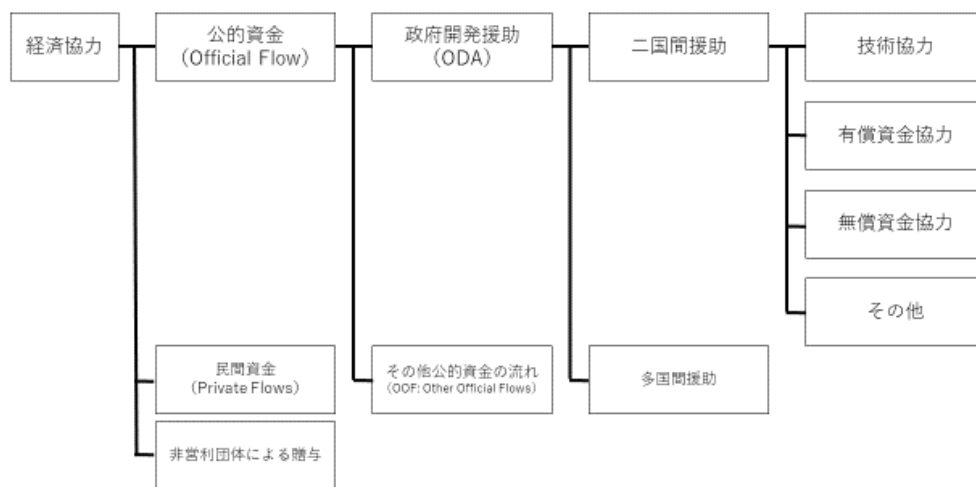 経済協力
公的資金
（Official Flow）
政府開発援助
（ODA）
二国間援助
技術協力
有償資金協力
無償資金協力
その他
民間資金
（Private Flows）
その他公的資金の流れ
（OOF: Other Official Flows）
多国間援助
非営利団体による贈与